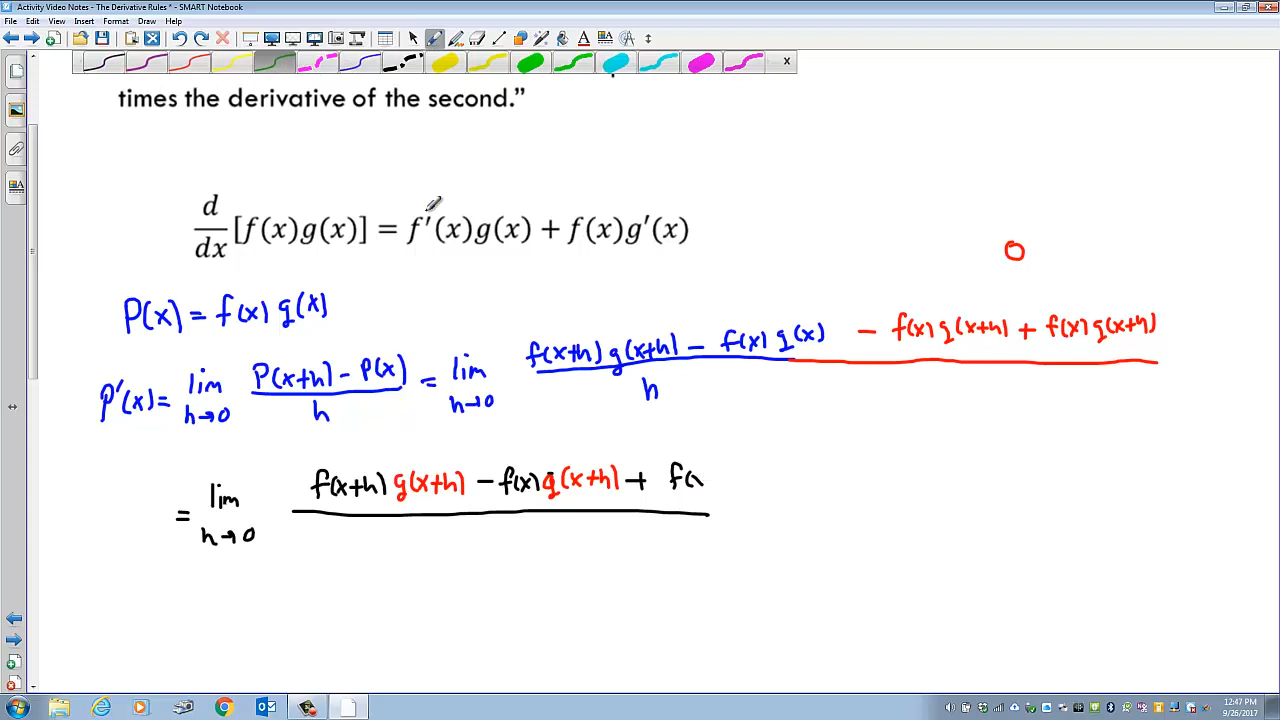 Activity Video Notes - The Derivative Rules * - SMART Notebook
File Edit View Insert Format Draw Help
times the derivative of the second.”
d/dx [f(x)g(x)] = f′(x)g(x) + f(x)g′(x)
0
P(x) = f(x) g(x)
P'(x) = lim h→0 P(x+h) - P(x) / h = lim h→0 f(x+h) g(x+h) - f(x) g(x) - f(x) g(x+h) + f(x) g(x+h) / h
= lim h→0 f(x+h) g(x+h) - f(x) g(x+h) + f(x
12:47 PM
9/26/2017